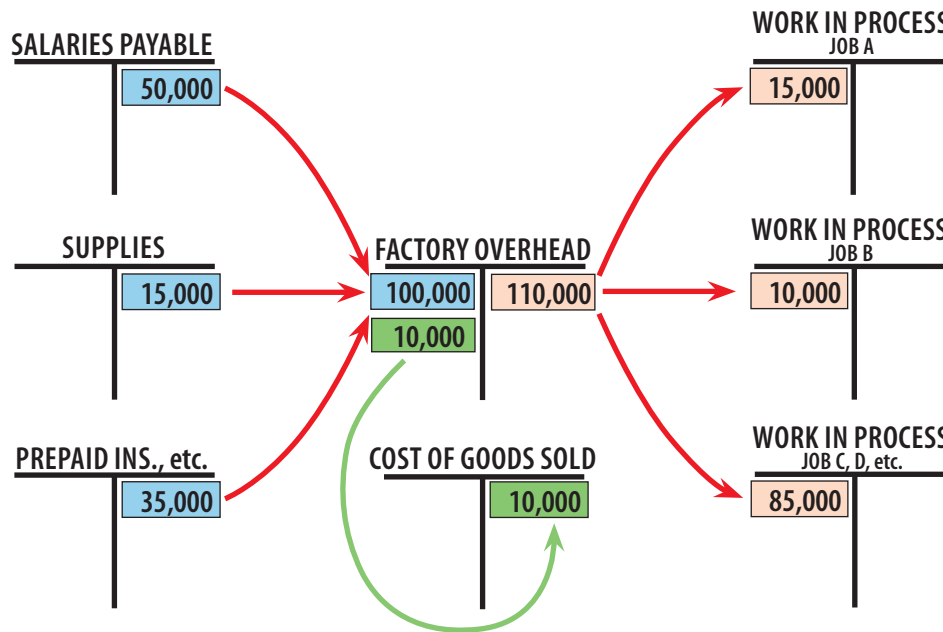 SALARIES PAYABLE
50,000
SUPPLIES
15,000
PREPAID INS., etc.
35,000
FACTORY OVERHEAD
100,000
110,000
10,000
COST OF GOODS SOLD
10,000
WORK IN PROCESS
JOB A
15,000
WORK IN PROCESS
JOB B
10,000
WORK IN PROCESS
JOB C, D, etc.
85,000